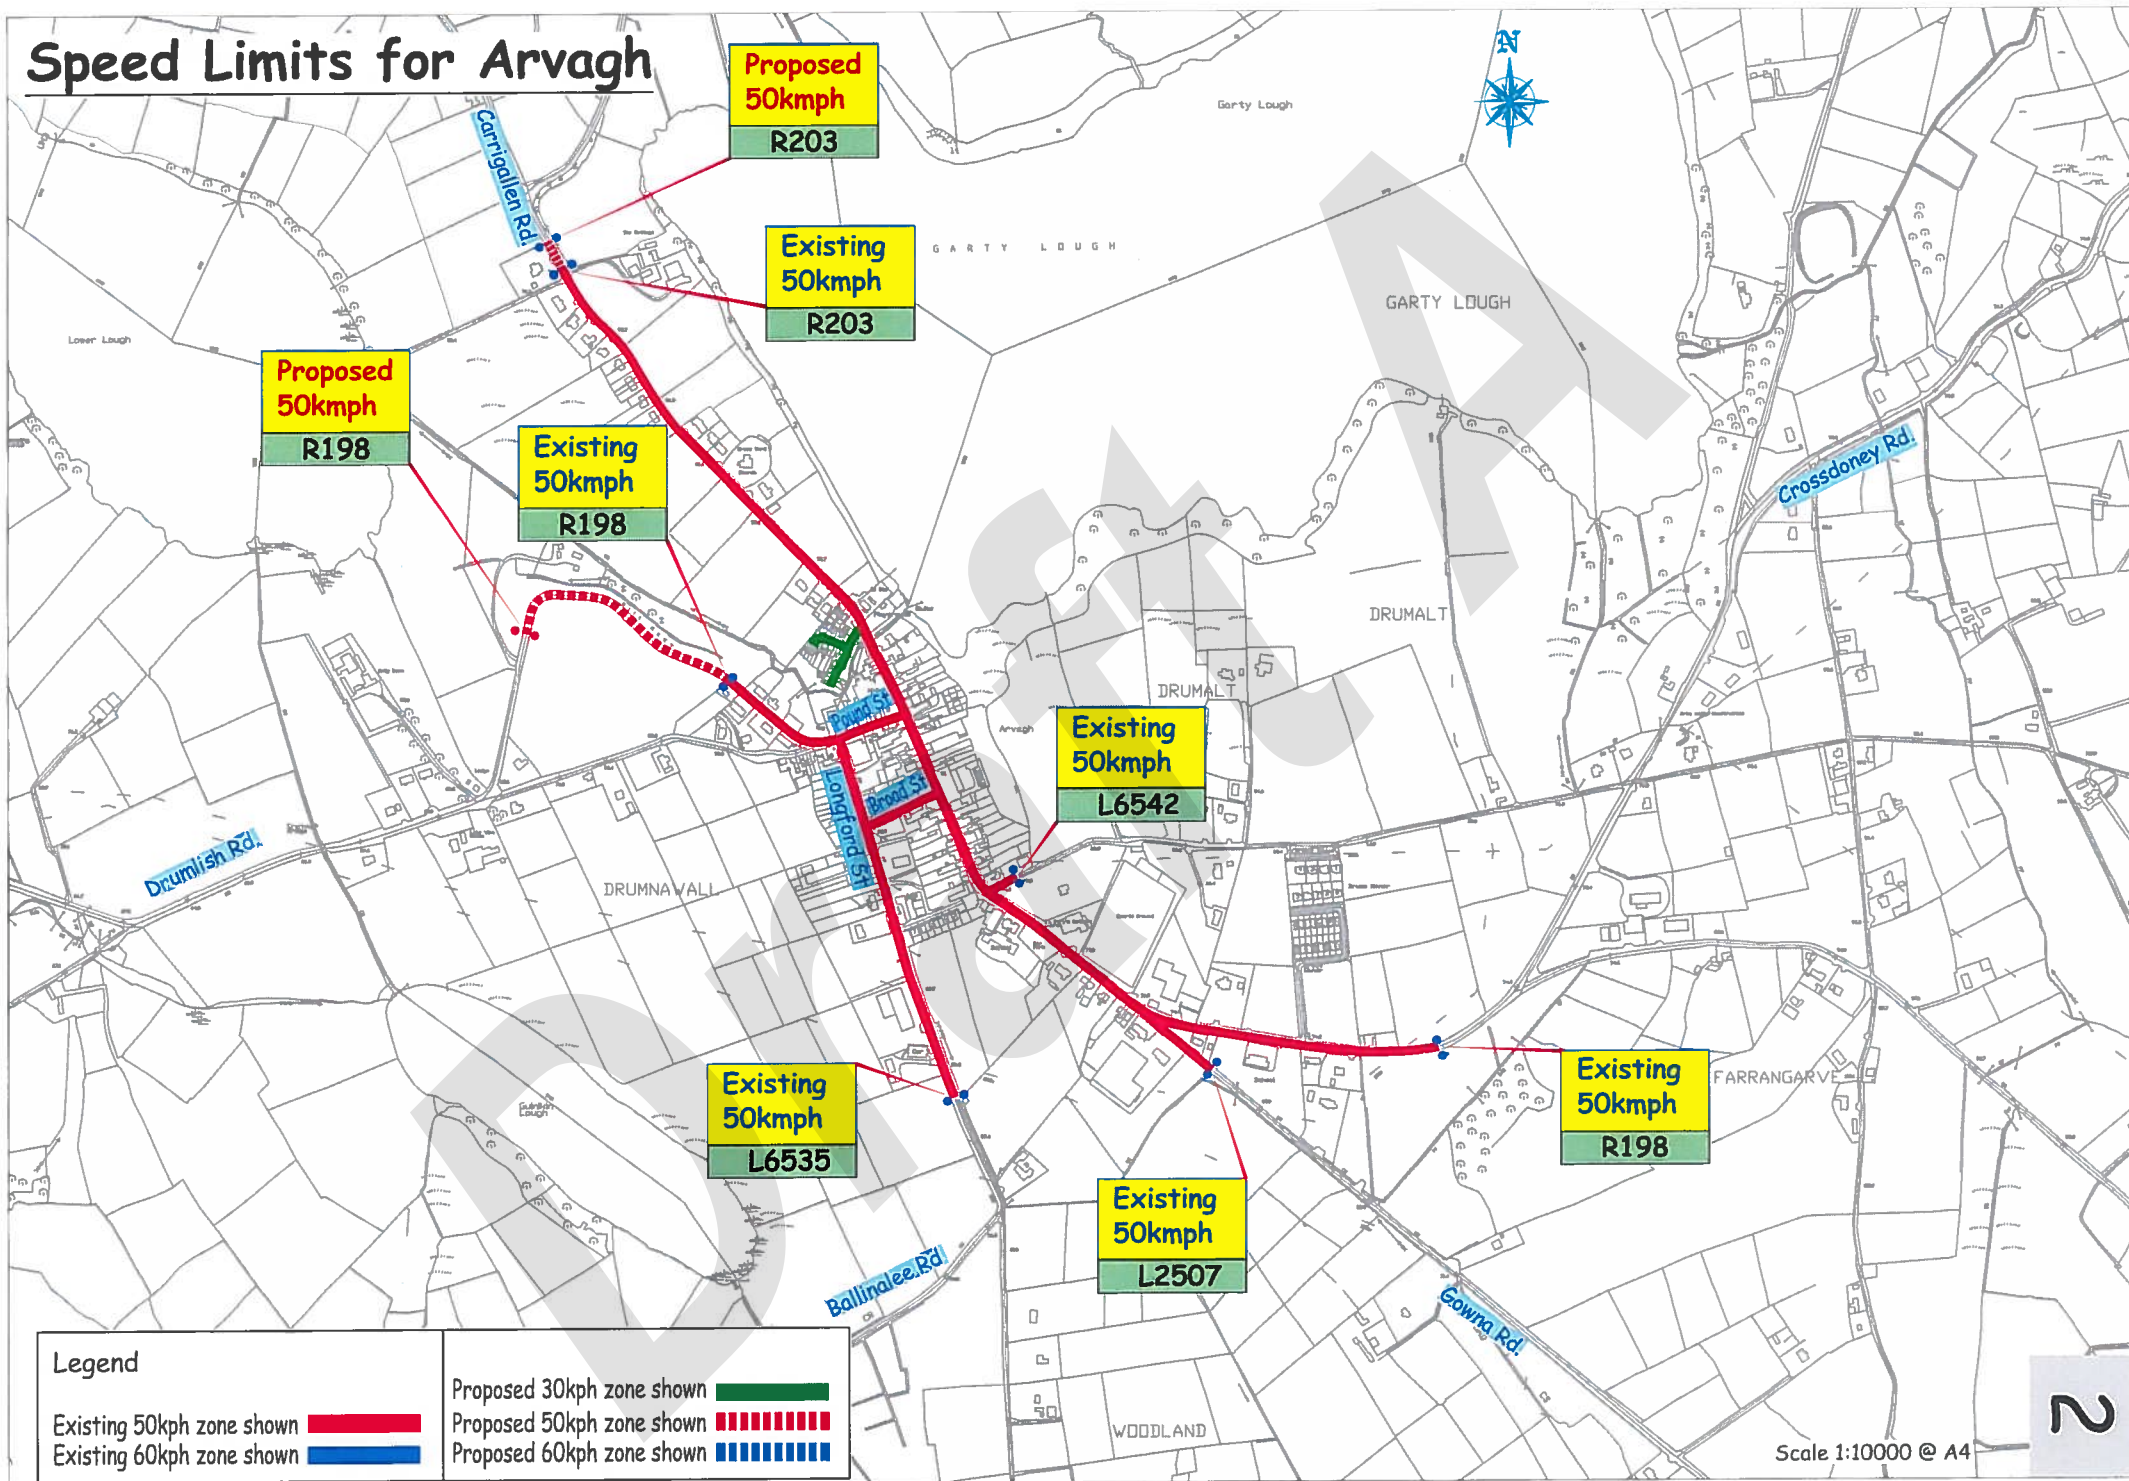 Speed Limits for Arvagh
Proposed
50kmph
R203
N
Garty Lough
Carrigallen Rd.
Existing
50kmph
R203
GARTY LOUGH
GARTY LOUGH
Lower Lough
Proposed
50kmph
R198
Existing
50kmph
R198
Crossdoney Rd.
DRUMALT
DRUMALT
Pound St
Arvagh
Existing
50kmph
L6542
Longford St
Broad St
Drumlish Rd.
DRUMNAWALL
Existing
50kmph
L6535
Existing
50kmph
R198
FARRANGARVE
Existing
50kmph
L2507
Ballinalee Rd
Gowna Rd.
WOODLAND
Legend
Existing 50kph zone shown
Existing 60kph zone shown
Proposed 30kph zone shown
Proposed 50kph zone shown
Proposed 60kph zone shown
Scale 1:10000 @ A4
2
Draft A